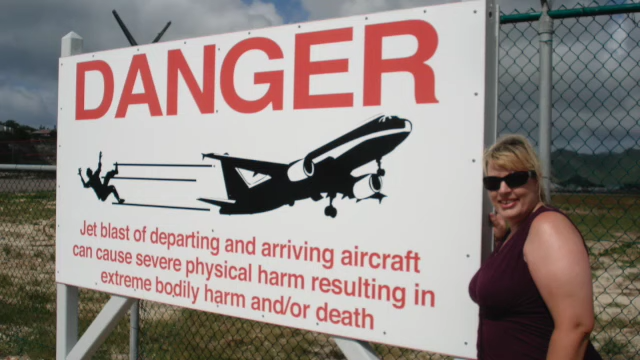 DANGER
Jet blast of departing and arriving aircraft
can cause severe physical harm resulting in
extreme bodily harm and/or death